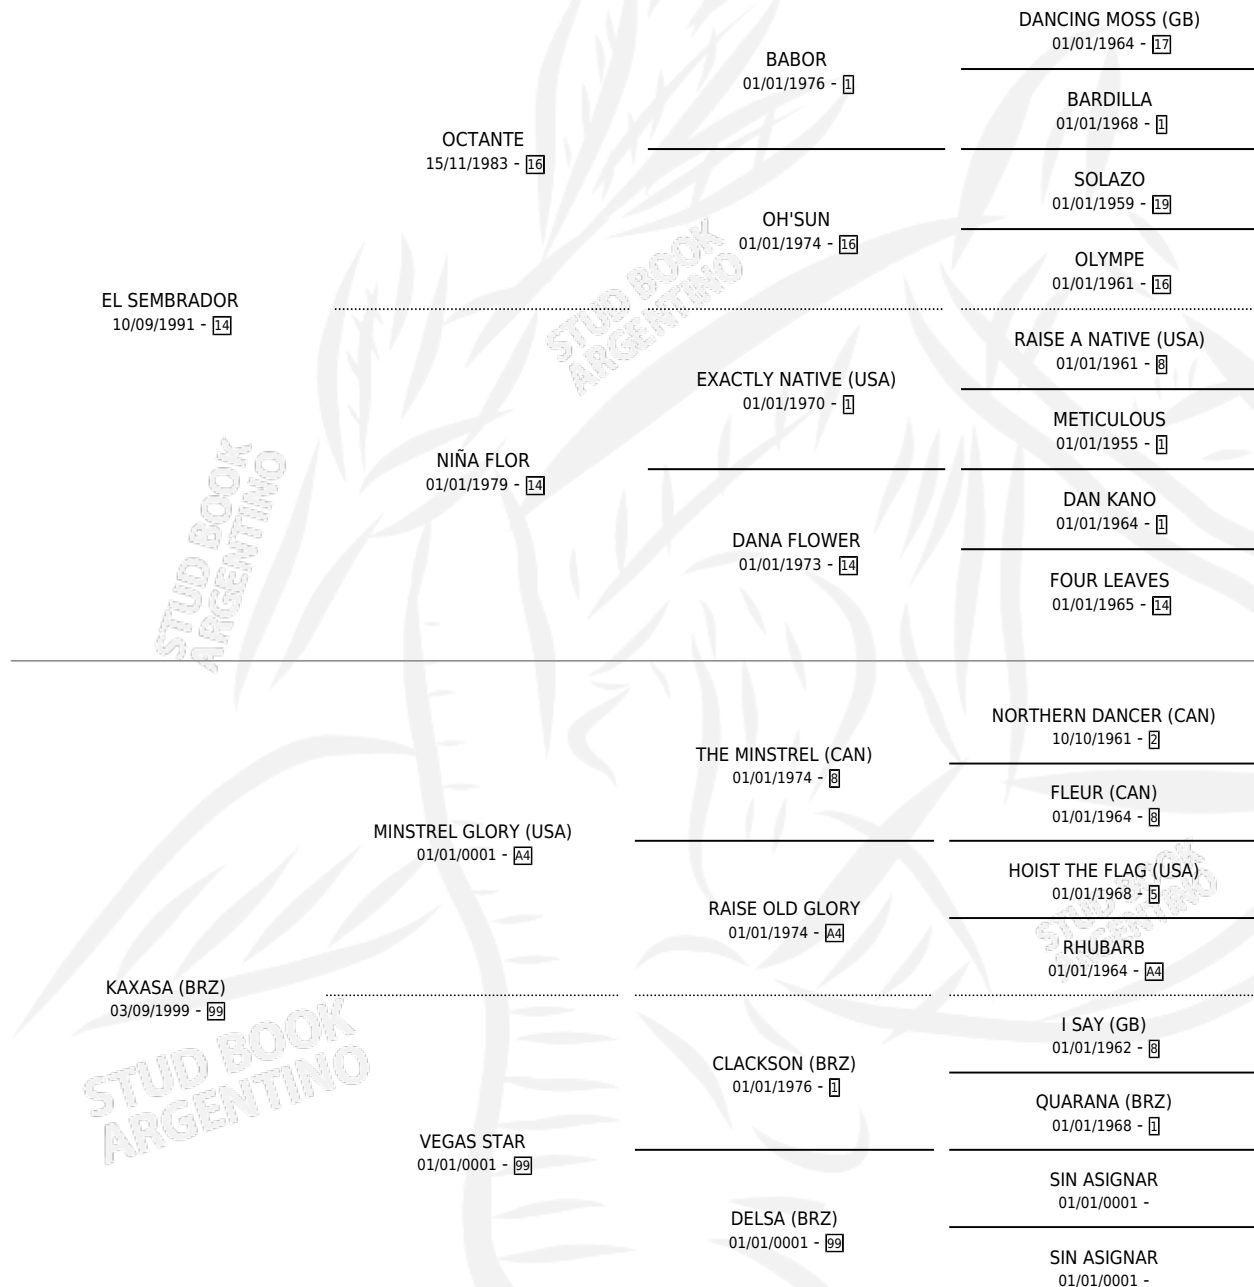 DANCING MOSS (GB)
01/01/1964 - 17
BABOR
01/01/1976 - 1
BARDILLA
01/01/1968 - 1
OCTANTE
15/11/1983 - 16
SOLAZO
01/01/1959 - 19
OH'SUN
01/01/1974 - 16
OLYMPE
01/01/1961 - 16
EL SEMBRADOR
10/09/1991 - 14
RAISE A NATIVE (USA)
01/01/1961 - 8
EXACTLY NATIVE (USA)
01/01/1970 - 1
METICULOUS
01/01/1955 - 1
NIÑA FLOR
01/01/1979 - 14
DAN KANO
01/01/1964 - 1
DANA FLOWER
01/01/1973 - 14
FOUR LEAVES
01/01/1965 - 14
NORTHERN DANCER (CAN)
10/10/1961 - 2
THE MINSTREL (CAN)
01/01/1974 - 8
FLEUR (CAN)
01/01/1964 - 8
MINSTREL GLORY (USA)
01/01/0001 - A4
HOIST THE FLAG (USA)
01/01/1968 - 5
RAISE OLD GLORY
01/01/1974 - A4
RHUBARB
01/01/1964 - A4
KAXASA (BRZ)
03/09/1999 - 99
I SAY (GB)
01/01/1962 - 8
CLACKSON (BRZ)
01/01/1976 - 1
QUARANA (BRZ)
01/01/1968 - 1
VEGAS STAR
01/01/0001 - 99
SIN ASIGNAR
01/01/0001 -
DELSA (BRZ)
01/01/0001 - 99
SIN ASIGNAR
01/01/0001 -
STUD BOOK
ARGENTINO
STUD BOOK
ARGENTINO
STUD BOOK
ARGENTINO
STUD BOOK
ARGENTINO